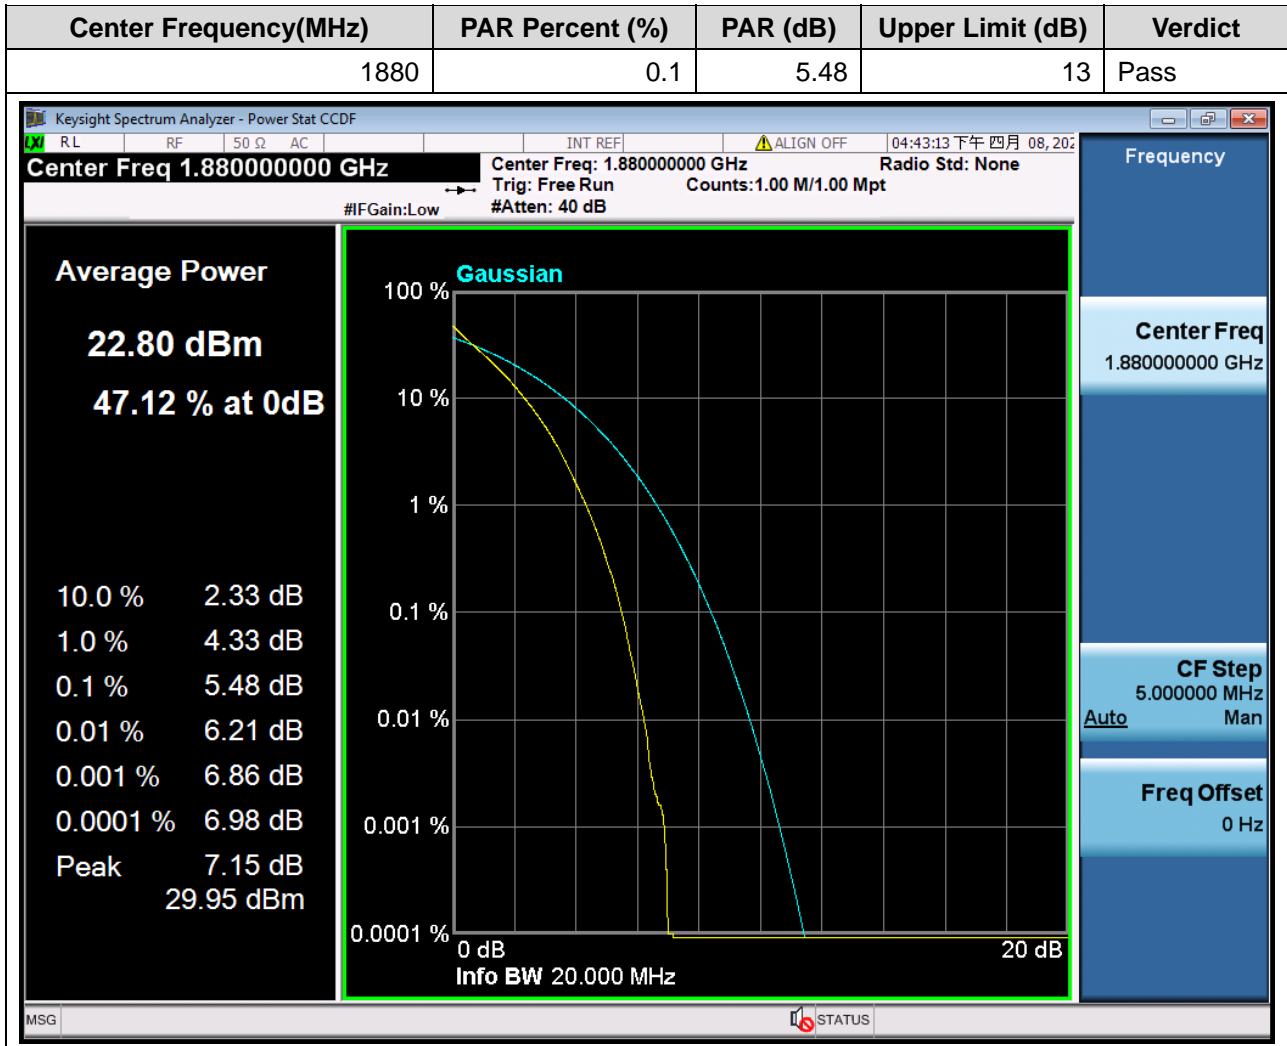 Center Frequency(MHz) PAR Percent (%) PAR (dB) Upper Limit (dB) Verdict
1880 0.1 5.48 13 Pass
Keysight Spectrum Analyzer - Power Stat CCDF
LXI RL RF 50 Ω AC INT REF ALIGN OFF 04:43:13 下午 四月 08, 202
Center Freq 1.880000000 GHz
#IFGain:Low
Center Freq: 1.880000000 GHz Radio Std: None
Trig: Free Run Counts:1.00 M/1.00 Mpt
#Atten: 40 dB
Average Power
22.80 dBm
47.12 % at 0dB
10.0 % 2.33 dB
1.0 % 4.33 dB
0.1 % 5.48 dB
0.01 % 6.21 dB
0.001 % 6.86 dB
0.0001 % 6.98 dB
Peak 7.15 dB
29.95 dBm
Gaussian
100 %
10 %
1 %
0.1 %
0.01 %
0.001 %
0.0001 %
0 dB 20 dB
Info BW 20.000 MHz
Frequency
Center Freq
1.880000000 GHz
CF Step
5.000000 MHz
Auto Man
Freq Offset
0 Hz
MSG STATUS